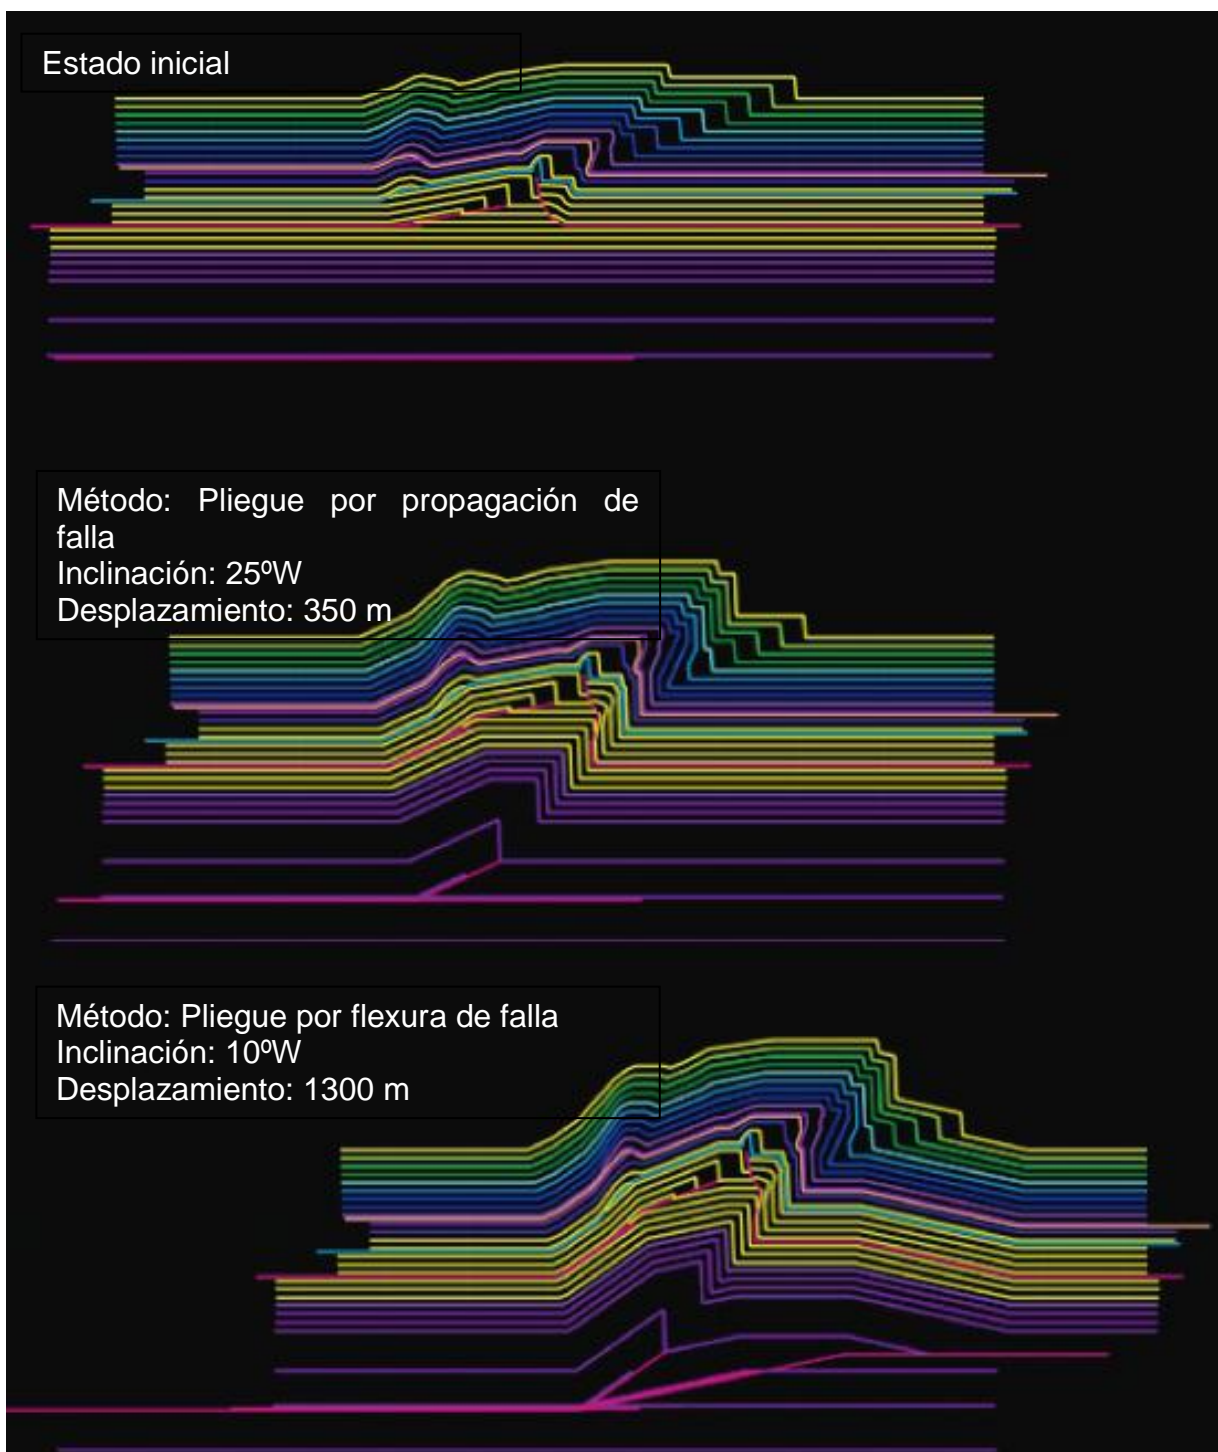 Estado inicial
Método: Pliegue por propagación de
falla
Inclinación: 25ºW
Desplazamiento: 350 m
Método: Pliegue por flexura de falla
Inclinación: 10ºW
Desplazamiento: 1300 m